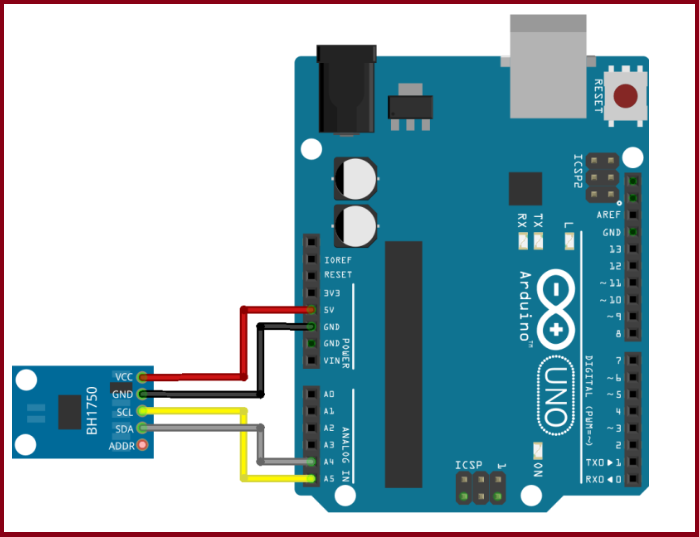 RESET
ICSP2
AREF
GND
13
12
~11
~10
~9
8
7
~6
~5
4
~3
2
TX0▶1
RX0◀0
DIGITAL (PWM=~)
RX
TX
L
Arduino™
UNO
ON
ICSP
1
IOREF
RESET
3V3
5V
GND
GND
VIN
POWER
A0
A1
A2
A3
A4
A5
ANALOG IN
BH1750
VCC
GND
SCL
SDA
ADDR